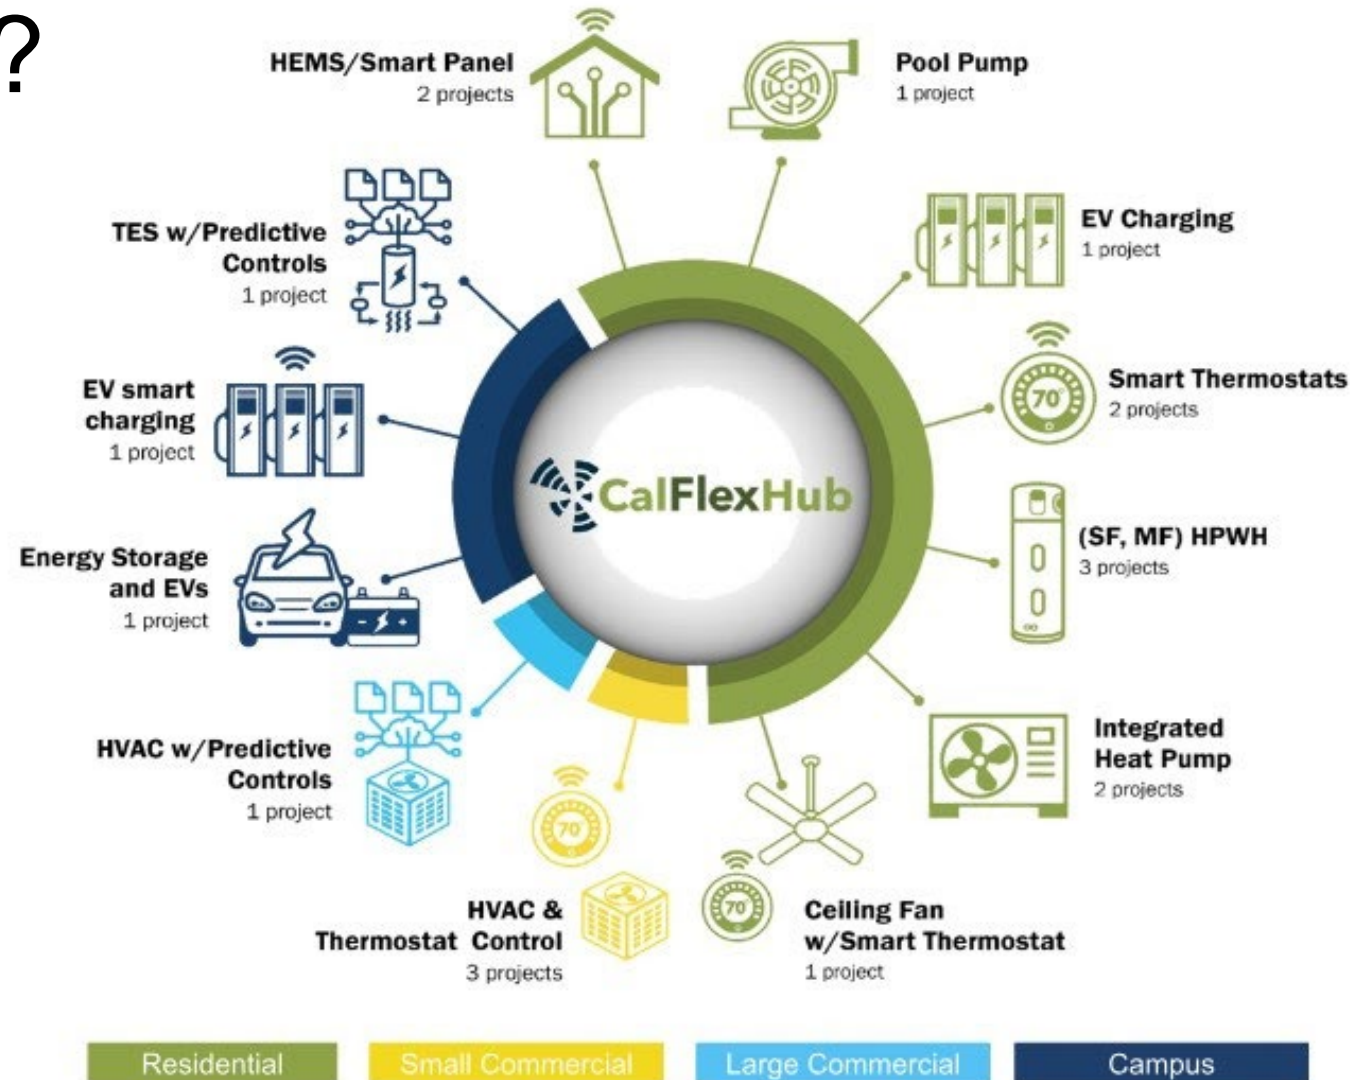 ?
HEMS/Smart Panel
2 projects
Pool Pump
1 project
TES w/Predictive
Controls
1 project
EV Charging
1 project
EV smart
charging
1 project
Smart Thermostats
2 projects
70°
CalFlexHub
Energy Storage
and EVs
1 project
(SF, MF) HPWH
3 projects
HVAC w/Predictive
Controls
1 project
Integrated
Heat Pump
2 projects
70°
HVAC &
Thermostat Control
3 projects
70°
Ceiling Fan
w/Smart Thermostat
1 project
Residential
Small Commercial
Large Commercial
Campus